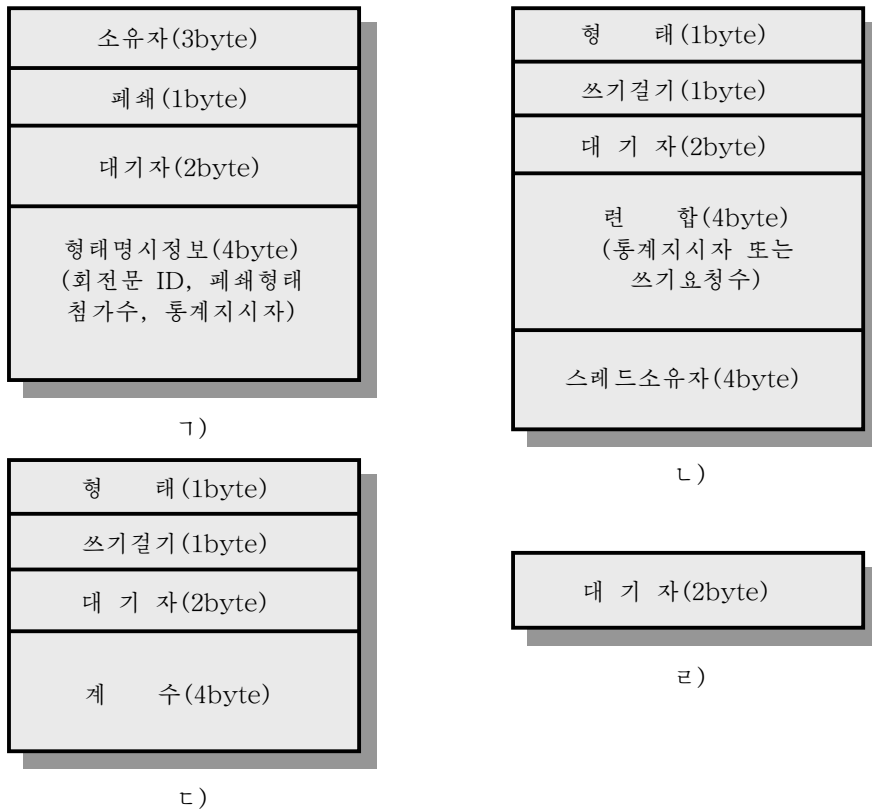 소유자(3byte)
폐쇄(1byte)
대기자(2byte)
형태명시정보(4byte)
(회전문 ID, 폐쇄형태
첨가수, 통계지시자)
ㄱ)
형 태(1byte)
쓰기걸기(1byte)
대 기 자(2byte)
련 합(4byte)
(통계지시자 또는
쓰기요청수)
스레드소유자(4byte)
ㄴ)
형 태(1byte)
쓰기걸기(1byte)
대 기 자(2byte)
계 수(4byte)
ㄷ)
대 기 자(2byte)
ㄹ)